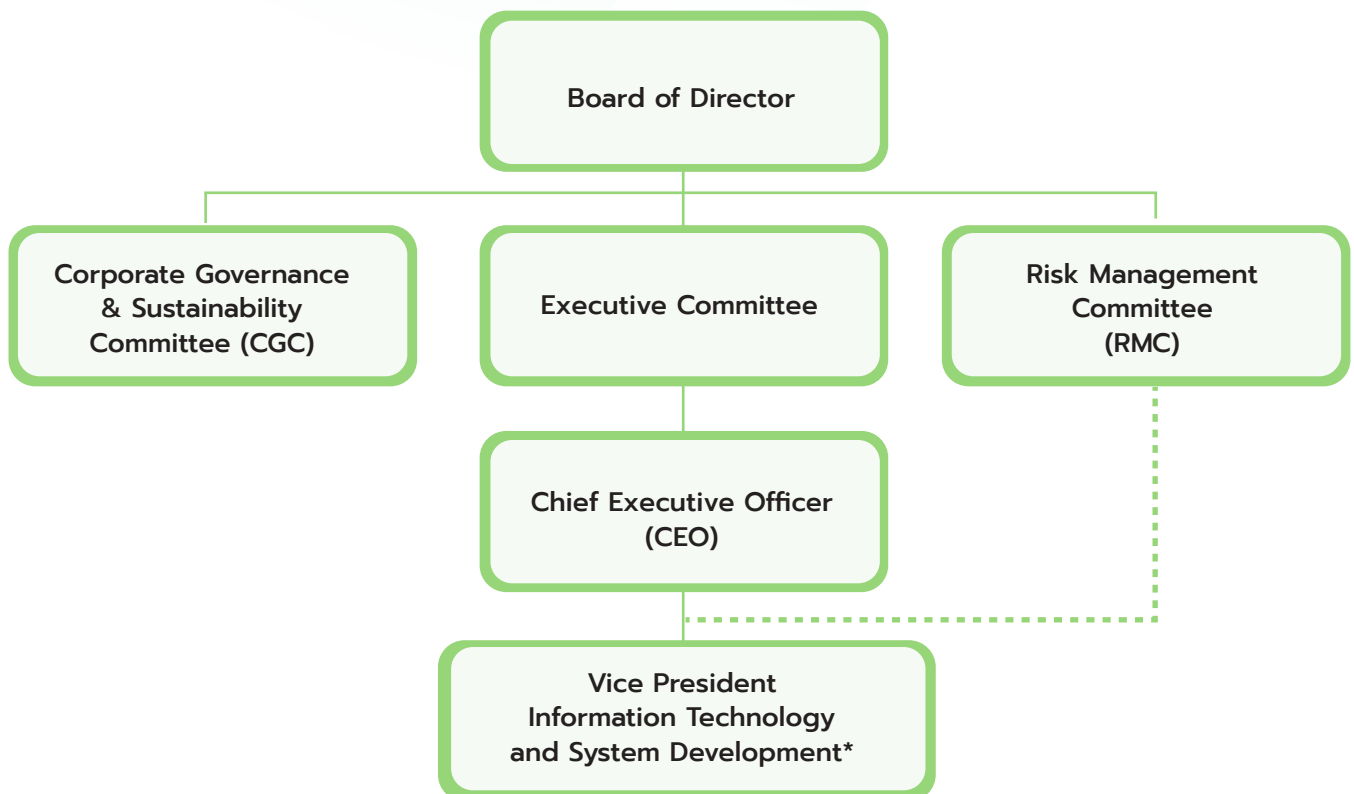 Board of Director
Corporate Governance
& Sustainability
Committee (CGC)
Executive Committee
Risk Management
Committee
(RMC)
Chief Executive Officer
(CEO)
Vice President
Information Technology
and System Development*